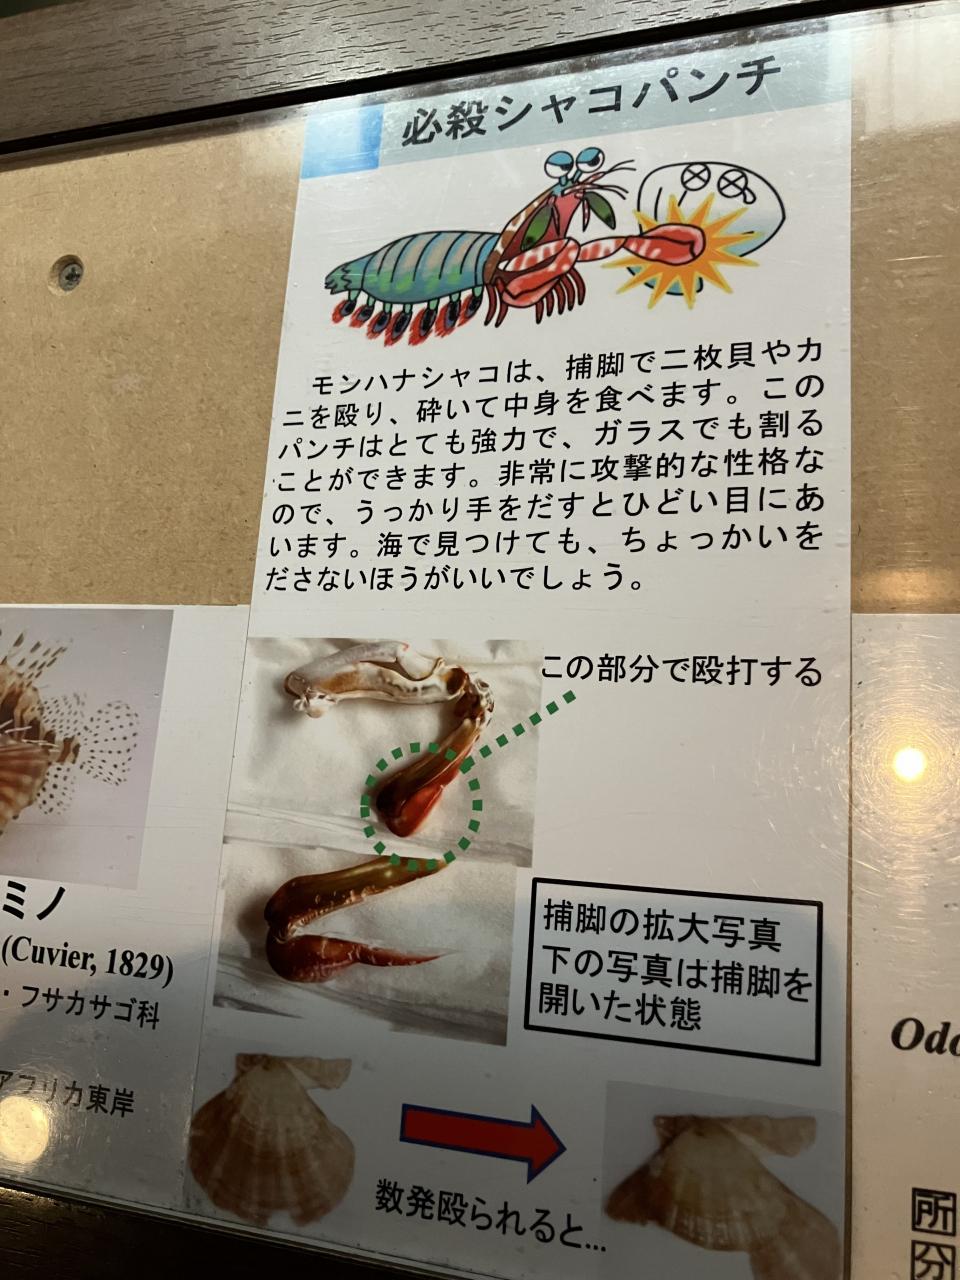 必殺シャコパンチ
モンハナシャコは、捕脚で二枚貝やカ
ニを殴り、砕いて中身を食べます。この
パンチはとても強力で、ガラスでも割る
ことができます。非常に攻撃的な性格な
ので、うっかり手をだすとひどい目にあ
います。海で見つけても、ちょっかいを
ださないほうがいいでしょう。
この部分で殴打する
捕脚の拡大写真
下の写真は捕脚を
開いた状態
数発殴られると...
ミノ
(Cuvier, 1829)
・フサカサゴ科
アフリカ東岸
Odo
所
分